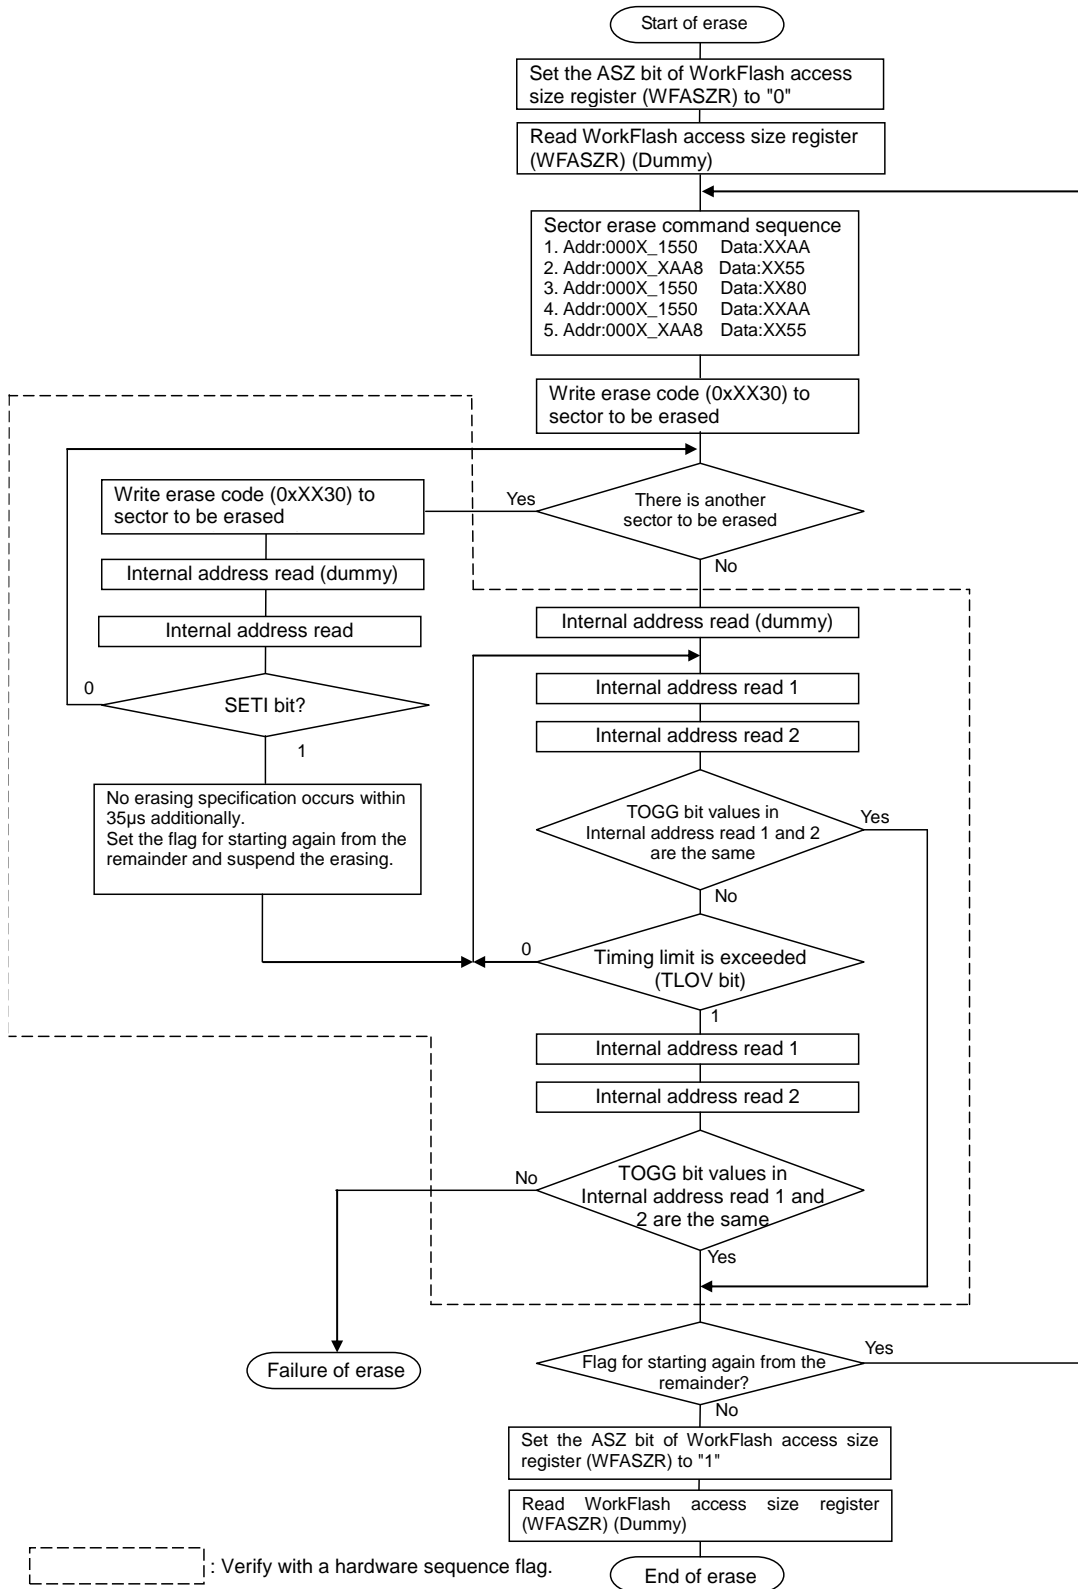 Start of erase
Set the ASZ bit of WorkFlash access
size register (WFASZR) to "0"
Read WorkFlash access size register
(WFASZR) (Dummy)
Sector erase command sequence
1. Addr:000X_1550 Data:XXAA
2. Addr:000X_XAA8 Data:XX55
3. Addr:000X_1550 Data:XX80
4. Addr:000X_1550 Data:XXAA
5. Addr:000X_XAA8 Data:XX55
Write erase code (0xXX30) to
sector to be erased
There is another
sector to be erased
Yes
No
Write erase code (0xXX30) to
sector to be erased
Internal address read (dummy)
Internal address read
SETI bit?
0
1
No erasing specification occurs within
35µs additionally.
Set the flag for starting again from the
remainder and suspend the erasing.
Internal address read (dummy)
Internal address read 1
Internal address read 2
TOGG bit values in
Internal address read 1 and 2
are the same
Yes
No
Timing limit is exceeded
(TLOV bit)
0
1
Internal address read 1
Internal address read 2
TOGG bit values in
Internal address read 1 and
2 are the same
No
Yes
Failure of erase
Flag for starting again from the
remainder?
Yes
No
Set the ASZ bit of WorkFlash access size
register (WFASZR) to "1"
Read WorkFlash access size register
(WFASZR) (Dummy)
End of erase
: Verify with a hardware sequence flag.